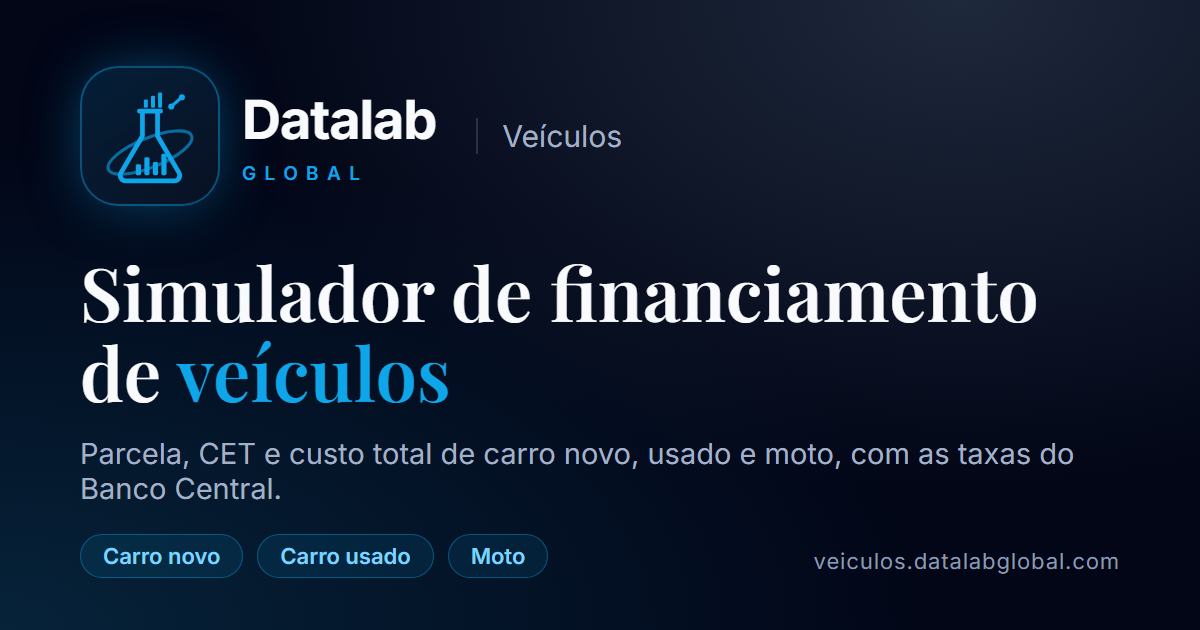 Datalab
GLOBAL
Veículos
Simulador de financiamento
de veículos
Parcela, CET e custo total de carro novo, usado e moto, com as taxas do
Banco Central.
Carro novo
Carro usado
Moto
veiculos.datalabglobal.com